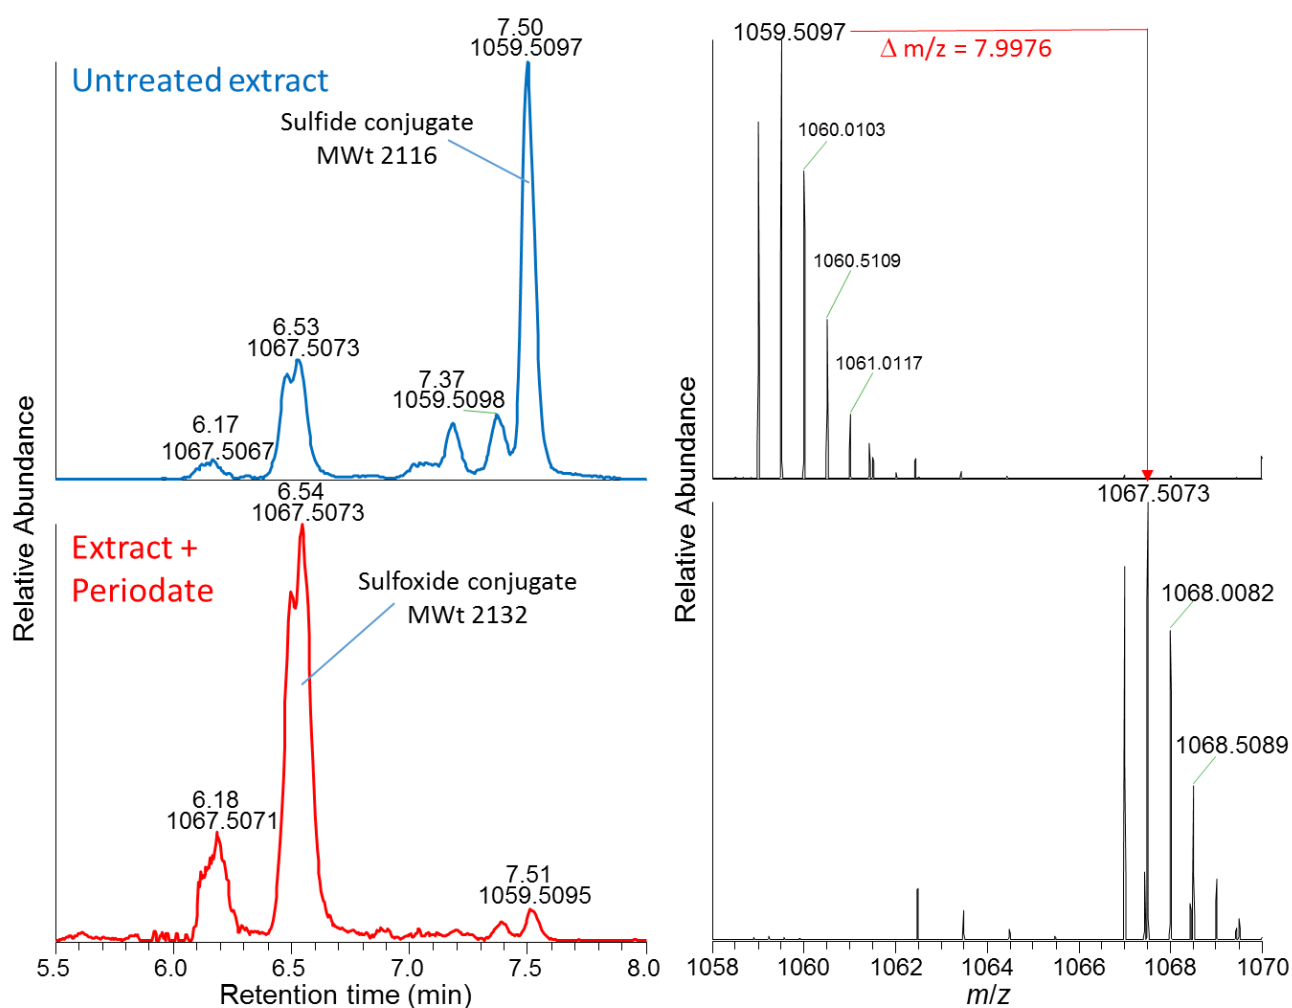 7.50
1059.5097
Untreated extract
Sulfide conjugate
MWt 2116
6.53
1067.5073
7.37
1059.5098
6.17
1067.5067
Relative Abundance
6.54
1067.5073
Extract +
Periodate
Sulfoxide conjugate
MWt 2132
6.18
1067.5071
7.51
1059.5095
5.5 6.0 6.5 7.0 7.5 8.0
Retention time (min)
1059.5097
Δ m/z = 7.9976
1060.0103
1060.5109
1061.0117
Relative Abundance
1067.5073
1068.0082
1068.5089
1058 1060 1062 1064 1066 1068 1070
m/z